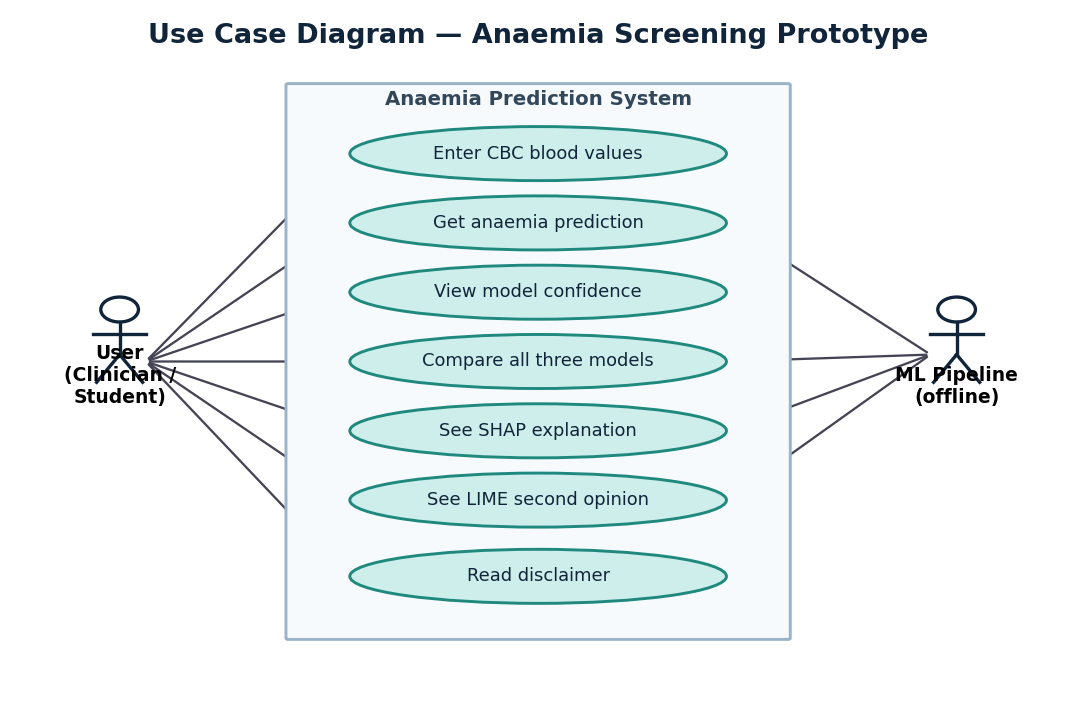 Use Case Diagram — Anaemia Screening Prototype
Anaemia Prediction System
Enter CBC blood values
Get anaemia prediction
View model confidence
Compare all three models
See SHAP explanation
See LIME second opinion
Read disclaimer
User
(Clinician /
Student)
ML Pipeline
(offline)